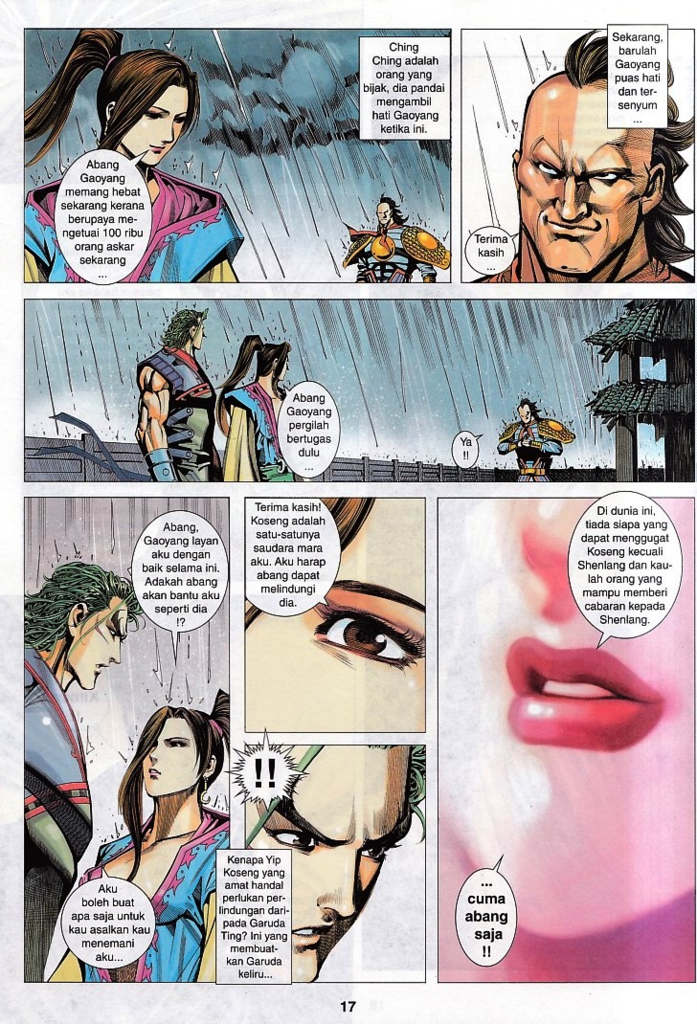 Ching
Ching adalah
orang yang
bijak, dia pandai
mengambil
hati Gaoyang
ketika ini.
Abang
Gaoyang
memang hebat
sekarang kerana
berupaya me-
ngetuai 100 ribu
orang askar
sekarang
...
Sekarang,
barulah
Gaoyang
puas hati
dan ter-
senyum
...
Terima
kasih
...
Abang
Gaoyang
pergilah
bertugas
dulu
...
Ya
!!
Abang,
Gaoyang layan
aku dengan
baik selama ini.
Adakah abang
akan bantu aku
seperti dia
!?
Aku
boleh buat
apa saja untuk
kau asalkan kau
menemani
aku...
Terima kasih!
Koseng adalah
satu-satunya
saudara mara
aku. Aku harap
abang dapat
melindungi
dia.
!!
Kenapa Yip
Koseng yang
amat handal
perlukan per-
lindungan dari-
pada Garuda
Ting? Ini yang
membuat-
kan Garuda
keliru...
Di dunia ini,
tiada siapa yang
dapat menggugat
Koseng kecuali
Shenlang dan kau-
lah orang yang
mampu memberi
cabaran kepada
Shenlang.
...
cuma
abang
saja
!!
17